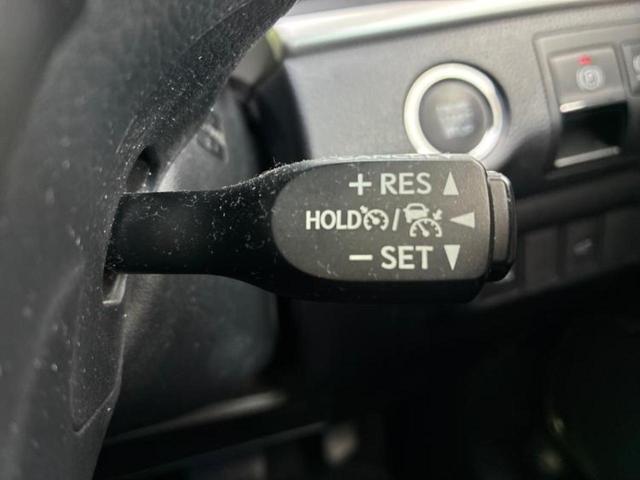 + RES ▲
HOLD / ◀
− SET ▼